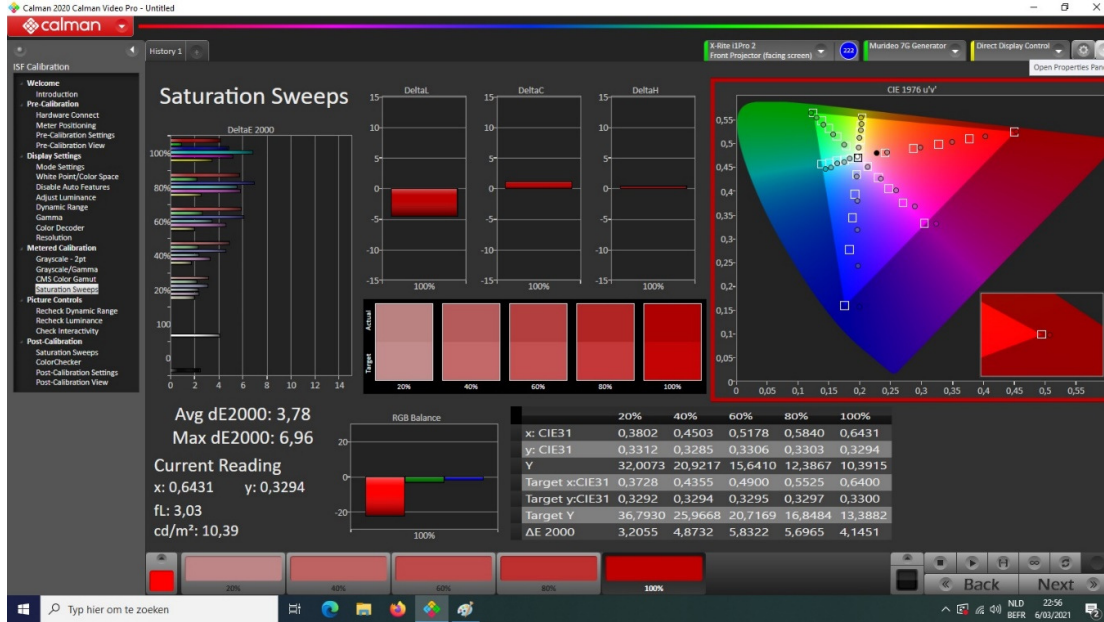 Calman 2020 Calman Video Pro - Untitled
calman
History 1
X-Rite i1Pro 2
Front Projector (facing screen)
222
Murideo 7G Generator
Direct Display Control
Open Properties Pane
ISF Calibration
Welcome
Introduction
Pre-Calibration
Hardware Connect
Meter Positioning
Pre-Calibration Settings
Pre-Calibration View
Display Settings
Mode Settings
White Point/Color Space
Disable Auto Features
Adjust Luminance
Dynamic Range
Gamma
Color Decoder
Resolution
Metered Calibration
Grayscale - 2pt
Grayscale/Gamma
CMS Color Gamut
Saturation Sweeps
Picture Controls
Recheck Dynamic Range
Recheck Luminance
Check Interactivity
Post-Calibration
Saturation Sweeps
ColorChecker
Post-Calibration Settings
Post-Calibration View
Saturation Sweeps
DeltaE 2000
100%
80%
60%
40%
20%
100
0
0 2 4 6 8 10 12 14
DeltaL
15
10
5
0
-5
-10
-15
100%
DeltaC
15
10
5
0
-5
-10
-15
100%
DeltaH
15
10
5
0
-5
-10
-15
100%
Actual
Target
20% 40% 60% 80% 100%
CIE 1976 u'v'
0,55
0,5
0,45
0,4
0,35
0,3
0,25
0,2
0,15
0,1
0,05
0
0 0,05 0,1 0,15 0,2 0,25 0,3 0,35 0,4 0,45 0,5 0,55
Avg dE2000: 3,78
Max dE2000: 6,96
Current Reading
x: 0,6431 y: 0,3294
fL: 3,03
cd/m²: 10,39
RGB Balance
20
0
-20
100%
20% 40% 60% 80% 100%
x: CIE31 0,3802 0,4503 0,5178 0,5840 0,6431
y: CIE31 0,3312 0,3285 0,3306 0,3303 0,3294
Y 32,0073 20,9217 15,6410 12,3867 10,3915
Target x:CIE31 0,3728 0,4355 0,4900 0,5525 0,6400
Target y:CIE31 0,3292 0,3294 0,3295 0,3297 0,3300
Target Y 36,7930 25,9668 20,7169 16,8484 13,3882
ΔE 2000 3,2055 4,8732 5,8322 5,6965 4,1451
20% 40% 60% 80% 100%
Back Next
Typ hier om te zoeken
NLD
BEFR
22:56
6/03/2021
2